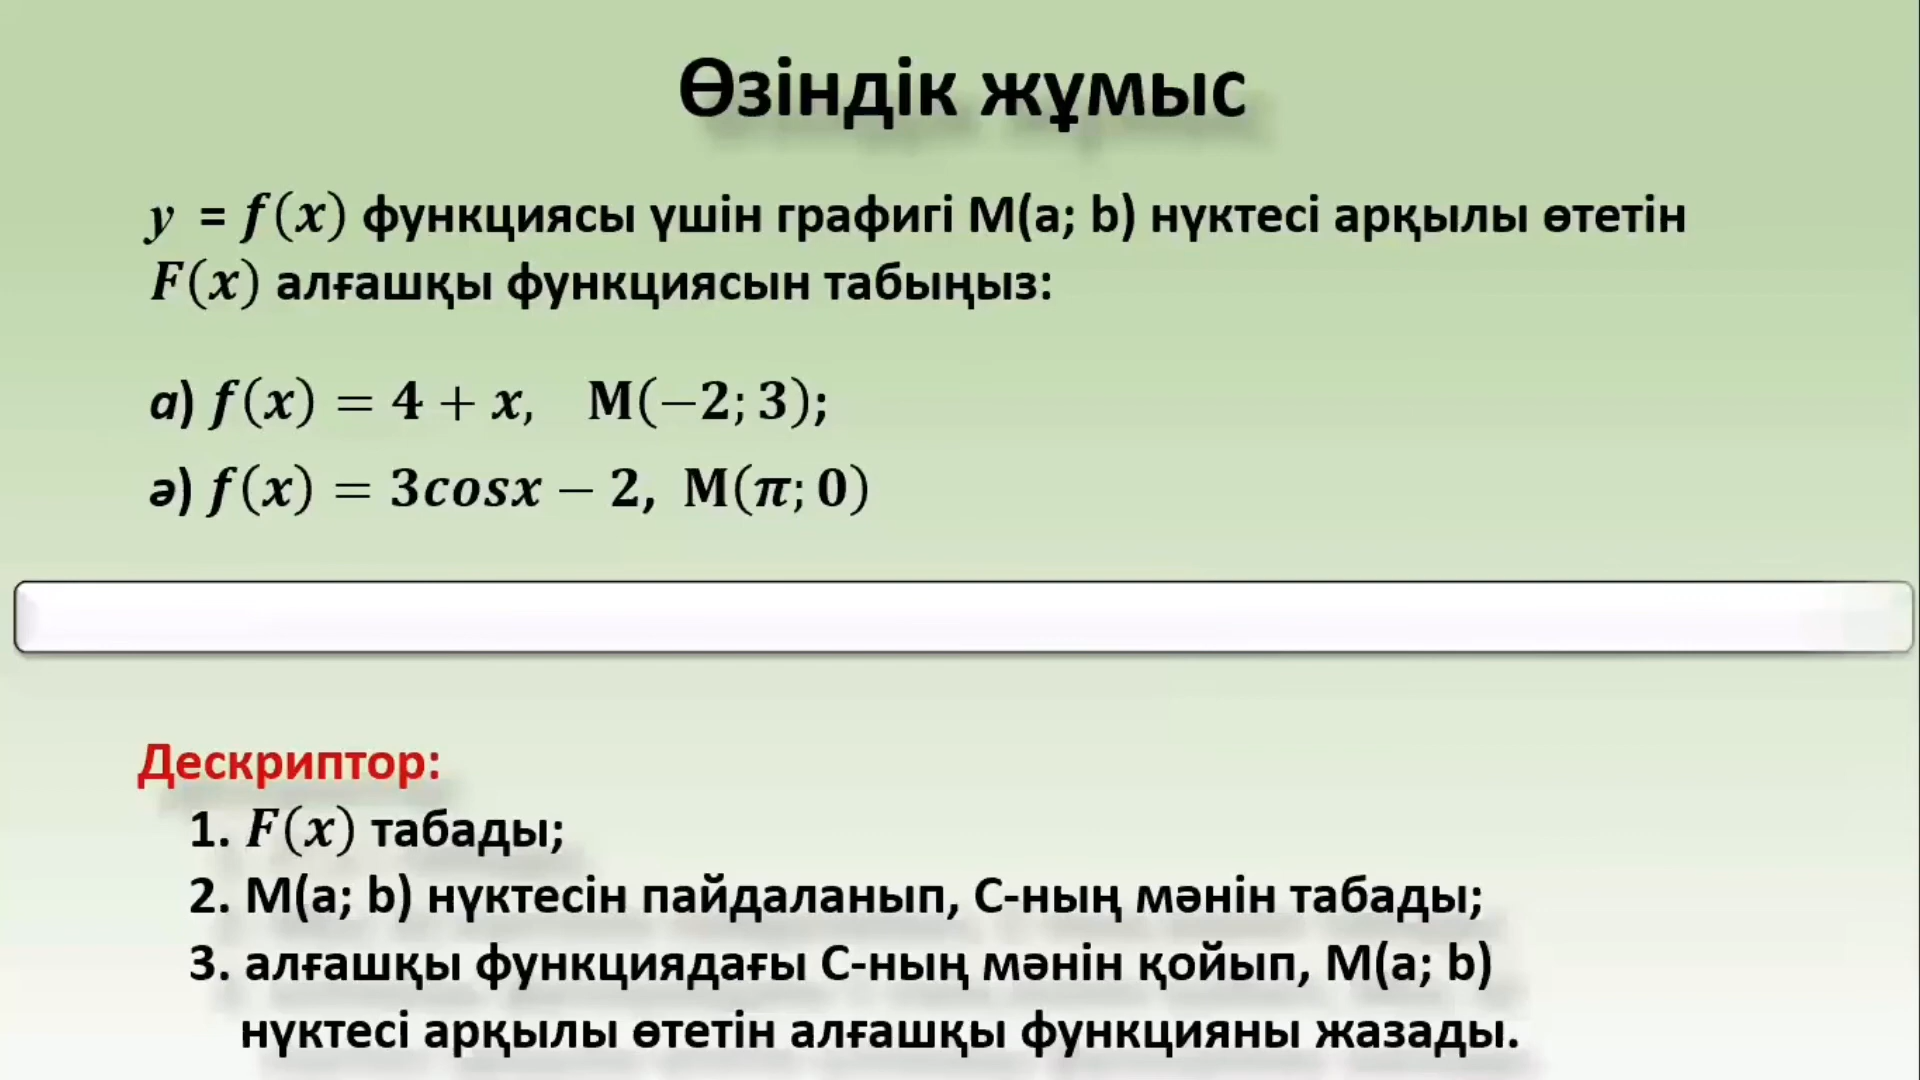 Өзіндік жұмыс
y = f(x) функциясы үшін графигі M(a; b) нүктесі арқылы өтетін
F(x) алғашқы функциясын табыңыз:
а) f(x) = 4 + x, M(−2; 3);
ә) f(x) = 3cosx − 2, M(π; 0)
Дескриптор:
1. F(x) табады;
2. M(a; b) нүктесін пайдаланып, С-ның мәнін табады;
3. алғашқы функциядағы С-ның мәнін қойып, M(a; b)
нүктесі арқылы өтетін алғашқы функцияны жазады.